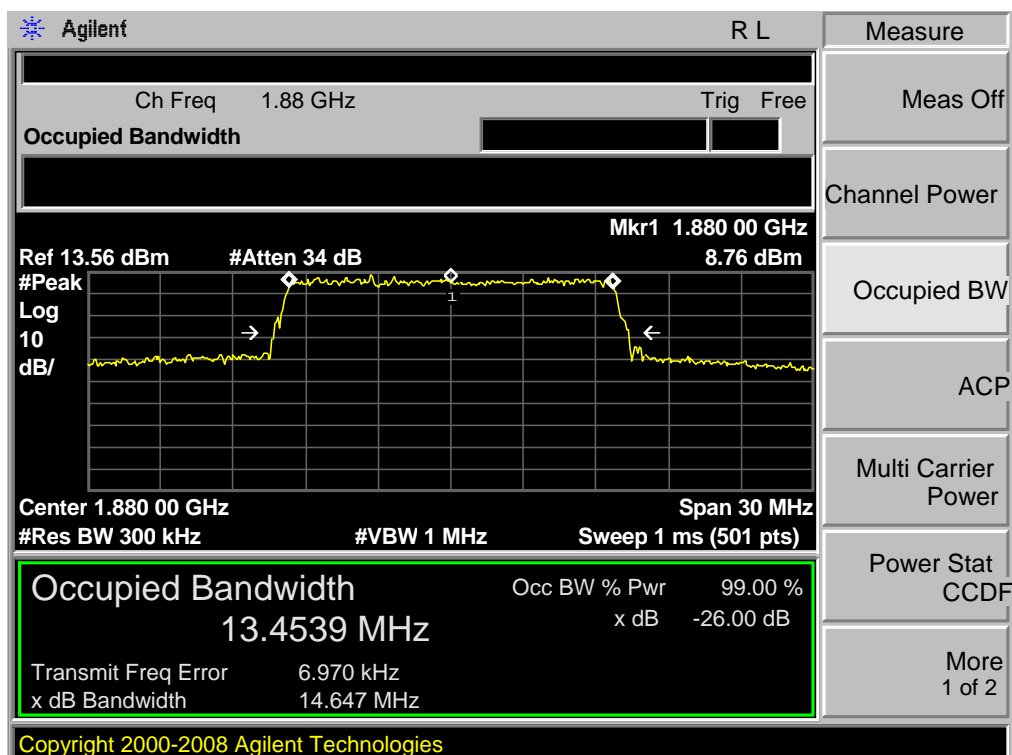 Agilent R L Measure
Ch Freq 1.88 GHz Trig Free
Occupied Bandwidth
Meas Off
Channel Power
Mkr1 1.880 00 GHz
Ref 13.56 dBm #Atten 34 dB 8.76 dBm
#Peak
Log
10
dB/
1
Occupied BW
ACP
Multi Carrier
Power
Center 1.880 00 GHz Span 30 MHz
#Res BW 300 kHz #VBW 1 MHz Sweep 1 ms (501 pts)
Power Stat
CCDF
Occupied Bandwidth Occ BW % Pwr 99.00 %
13.4539 MHz x dB -26.00 dB
Transmit Freq Error 6.970 kHz
x dB Bandwidth 14.647 MHz
More
1 of 2
Copyright 2000-2008 Agilent Technologies